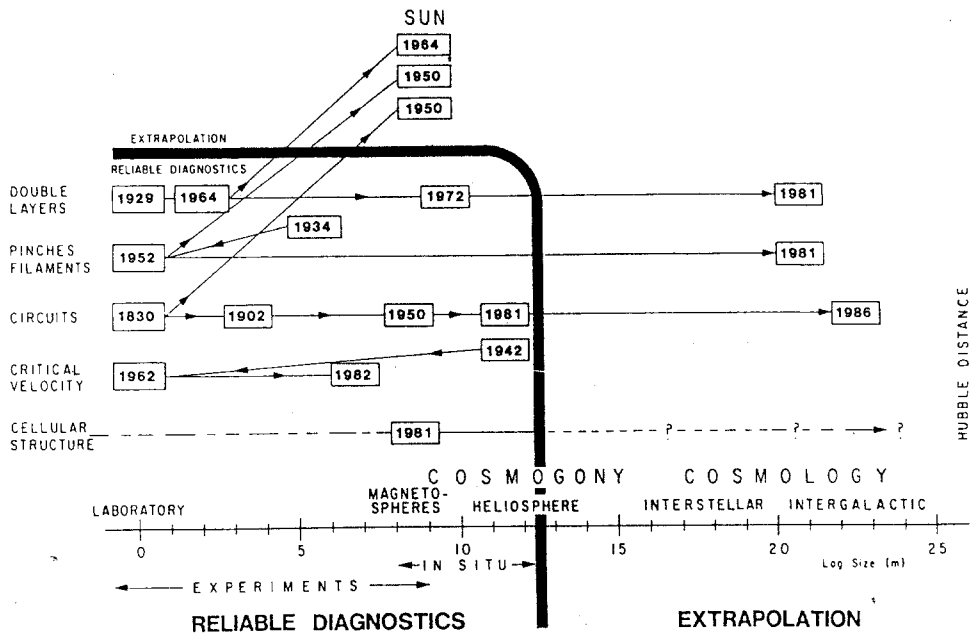 SUN
1964
1950
1950
EXTRAPOLATION
RELIABLE DIAGNOSTICS
DOUBLE
LAYERS
1929
1964
1972
1981
1934
PINCHES
FILAMENTS
1952
1981
CIRCUITS
1830
1902
1950
1981
1986
1942
CRITICAL
VELOCITY
1962
1982
CELLULAR
STRUCTURE
1981
?
?
?
HUBBLE DISTANCE
COSMOGONY
COSMOLOGY
MAGNETO-
SPHERES
LABORATORY
HELIOSPHERE
INTERSTELLAR
INTERGALACTIC
0
5
10
15
20
25
Log Size (m)
IN SITU
EXPERIMENTS
RELIABLE DIAGNOSTICS
EXTRAPOLATION